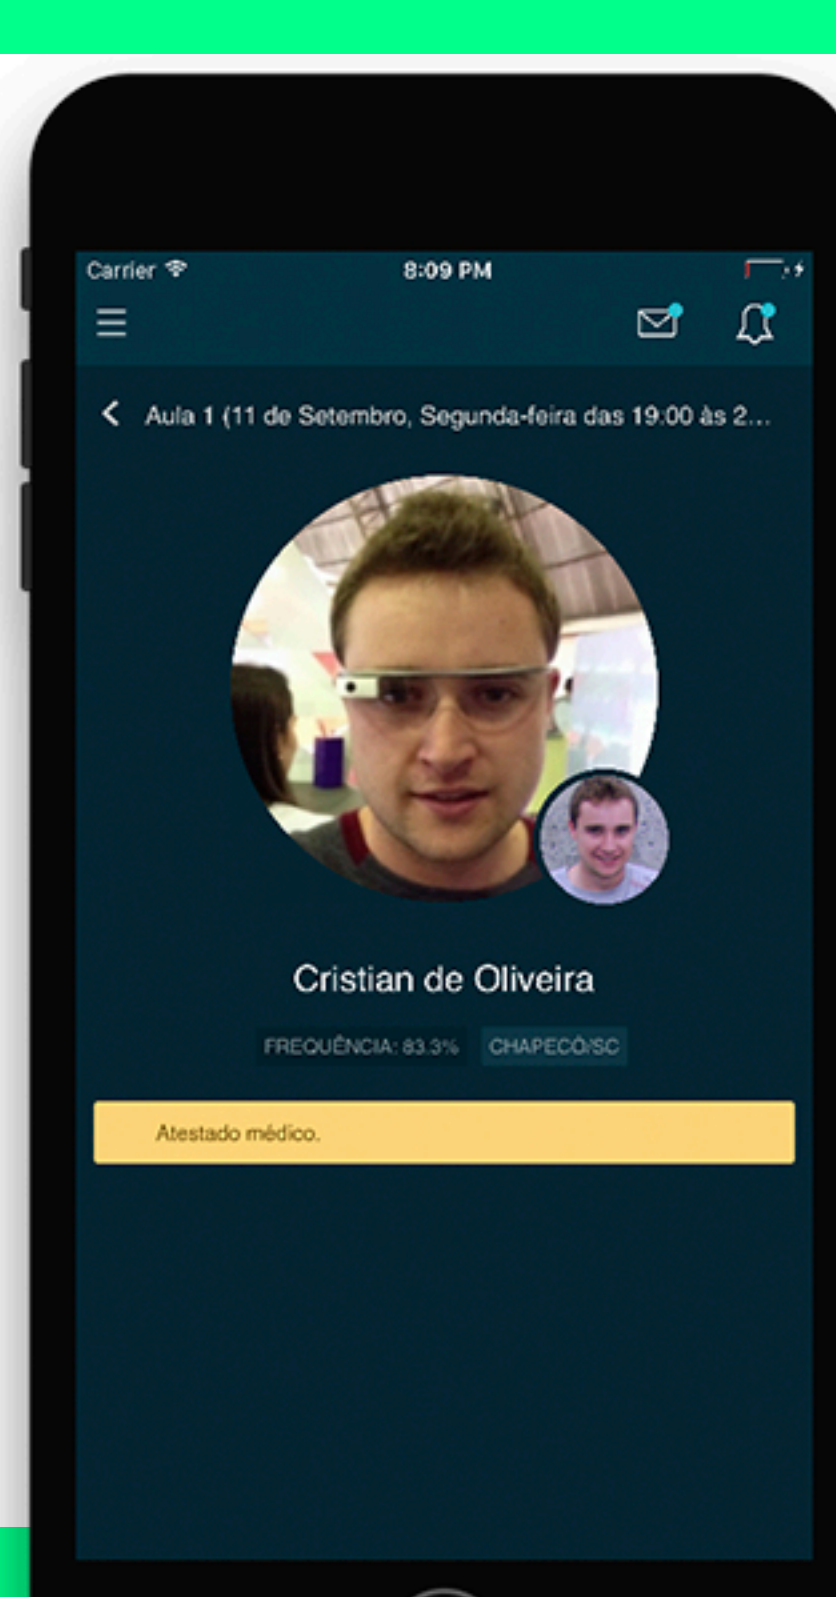 Carrier
8:09 PM
Aula 1 (11 de Setembro, Segunda-feira das 19:00 às 2...
Cristian de Oliveira
FREQUÊNCIA: 83.3%
CHAPECÓ/SC
Atestado médico.